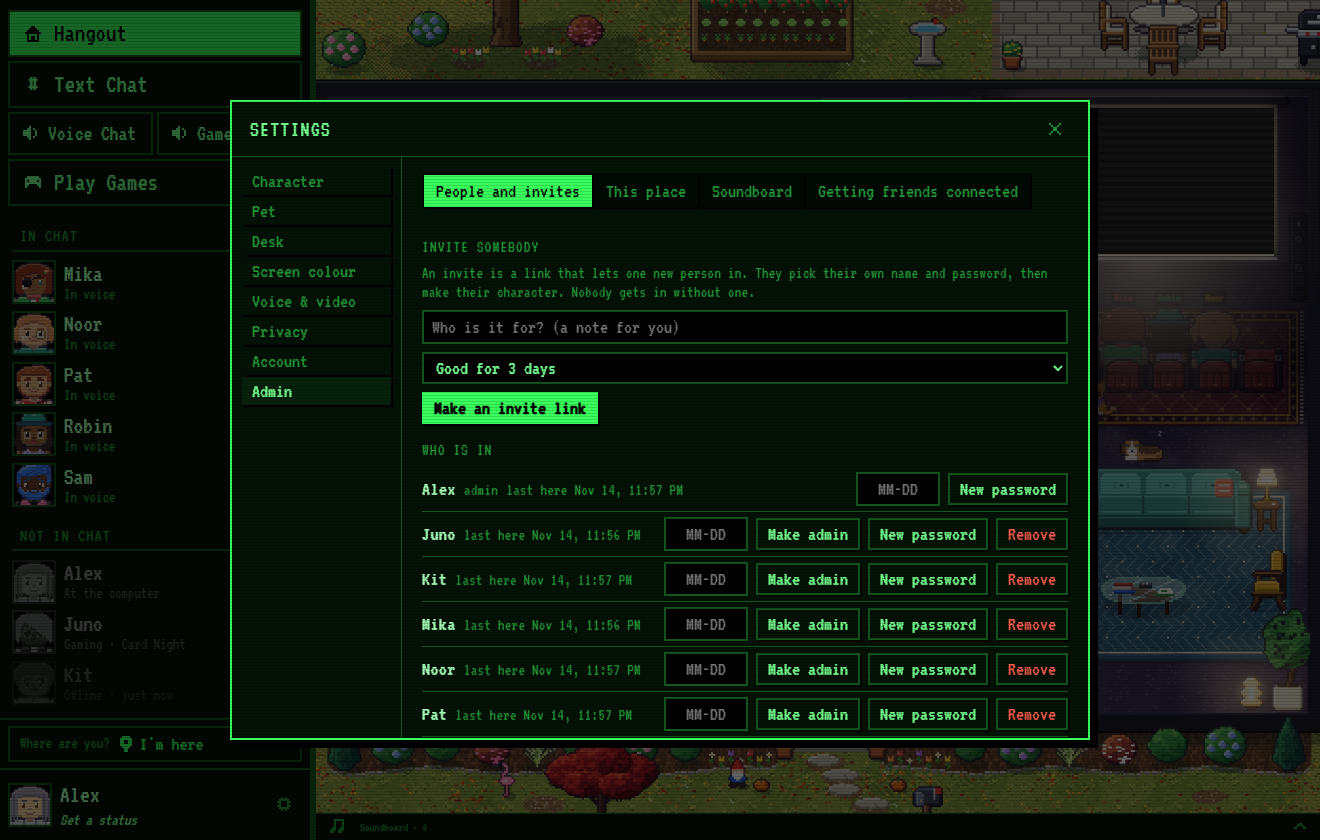 Hangout
# Text Chat
Voice Chat
Game
Play Games
IN CHAT
Mika
In voice
Noor
In voice
Pat
In voice
Robin
In voice
Sam
In voice
NOT IN CHAT
Alex
At the computer
Juno
Gaming · Card Night
Kit
Offline · just now
Where are you? I'm here
Alex
Set a status
SETTINGS
Character
Pet
Desk
Screen colour
Voice & video
Privacy
Account
Admin
People and invites
This place
Soundboard
Getting friends connected
INVITE SOMEBODY
An invite is a link that lets one new person in. They pick their own name and password, then
make their character. Nobody gets in without one.
Who is it for? (a note for you)
Good for 3 days
Make an invite link
WHO IS IN
Alex admin last here Nov 14, 11:57 PM MM-DD New password
Juno last here Nov 14, 11:56 PM MM-DD Make admin New password Remove
Kit last here Nov 14, 11:57 PM MM-DD Make admin New password Remove
Mika last here Nov 14, 11:56 PM MM-DD Make admin New password Remove
Noor last here Nov 14, 11:57 PM MM-DD Make admin New password Remove
Pat last here Nov 14, 11:57 PM MM-DD Make admin New password Remove
z
Soundboard · 0